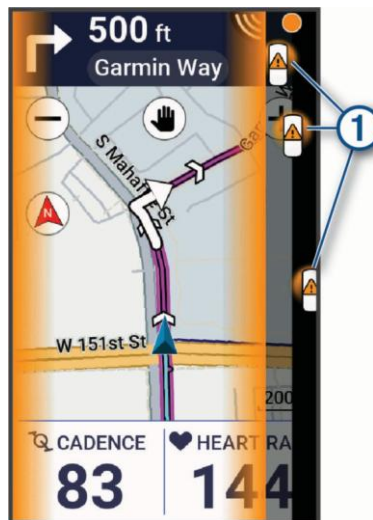 500 ft
Garmin Way
1
S Mahaffie St
N
W 151st St
200
CADENCE
HEART RA
83
144